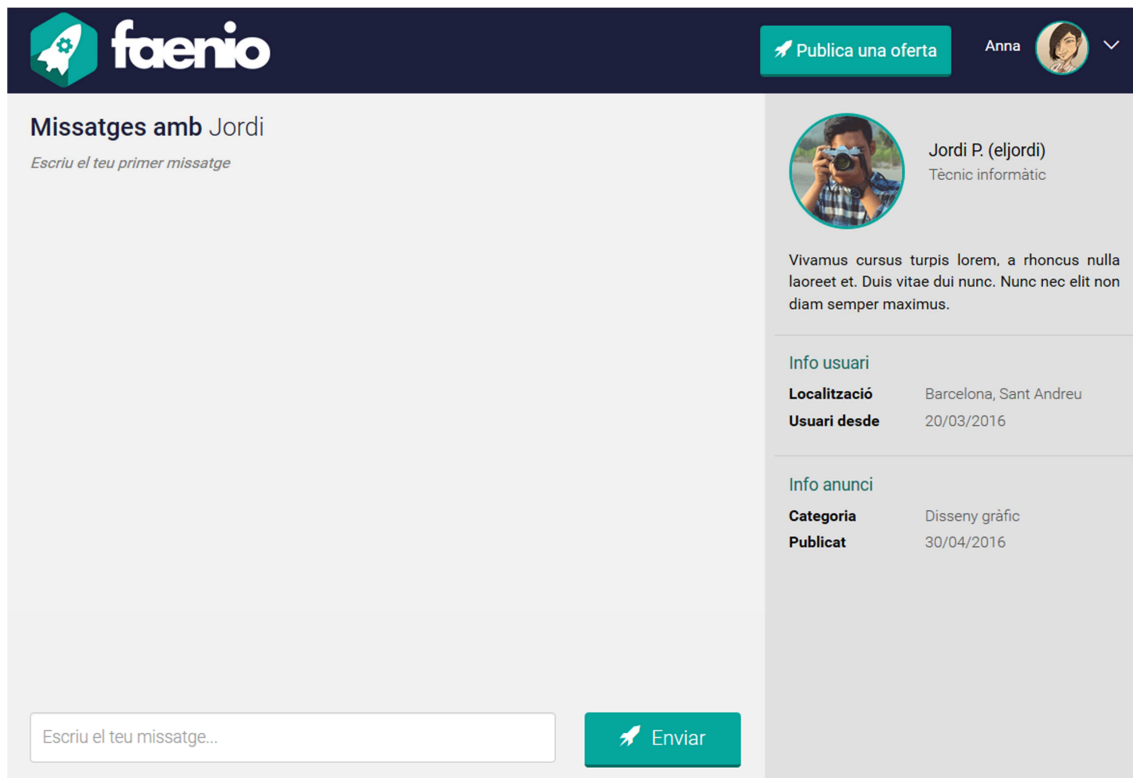 faenio
Publica una oferta
Anna
Missatges amb Jordi
Escriu el teu primer missatge
Escriu el teu missatge...
Enviar
Jordi P. (eljordi)
Tècnic informàtic
Vivamus cursus turpis lorem, a rhoncus nulla
laoreet et. Duis vitae dui nunc. Nunc nec elit non
diam semper maximus.
Info usuari
Localització Barcelona, Sant Andreu
Usuari desde 20/03/2016
Info anunci
Categoria Disseny gràfic
Publicat 30/04/2016